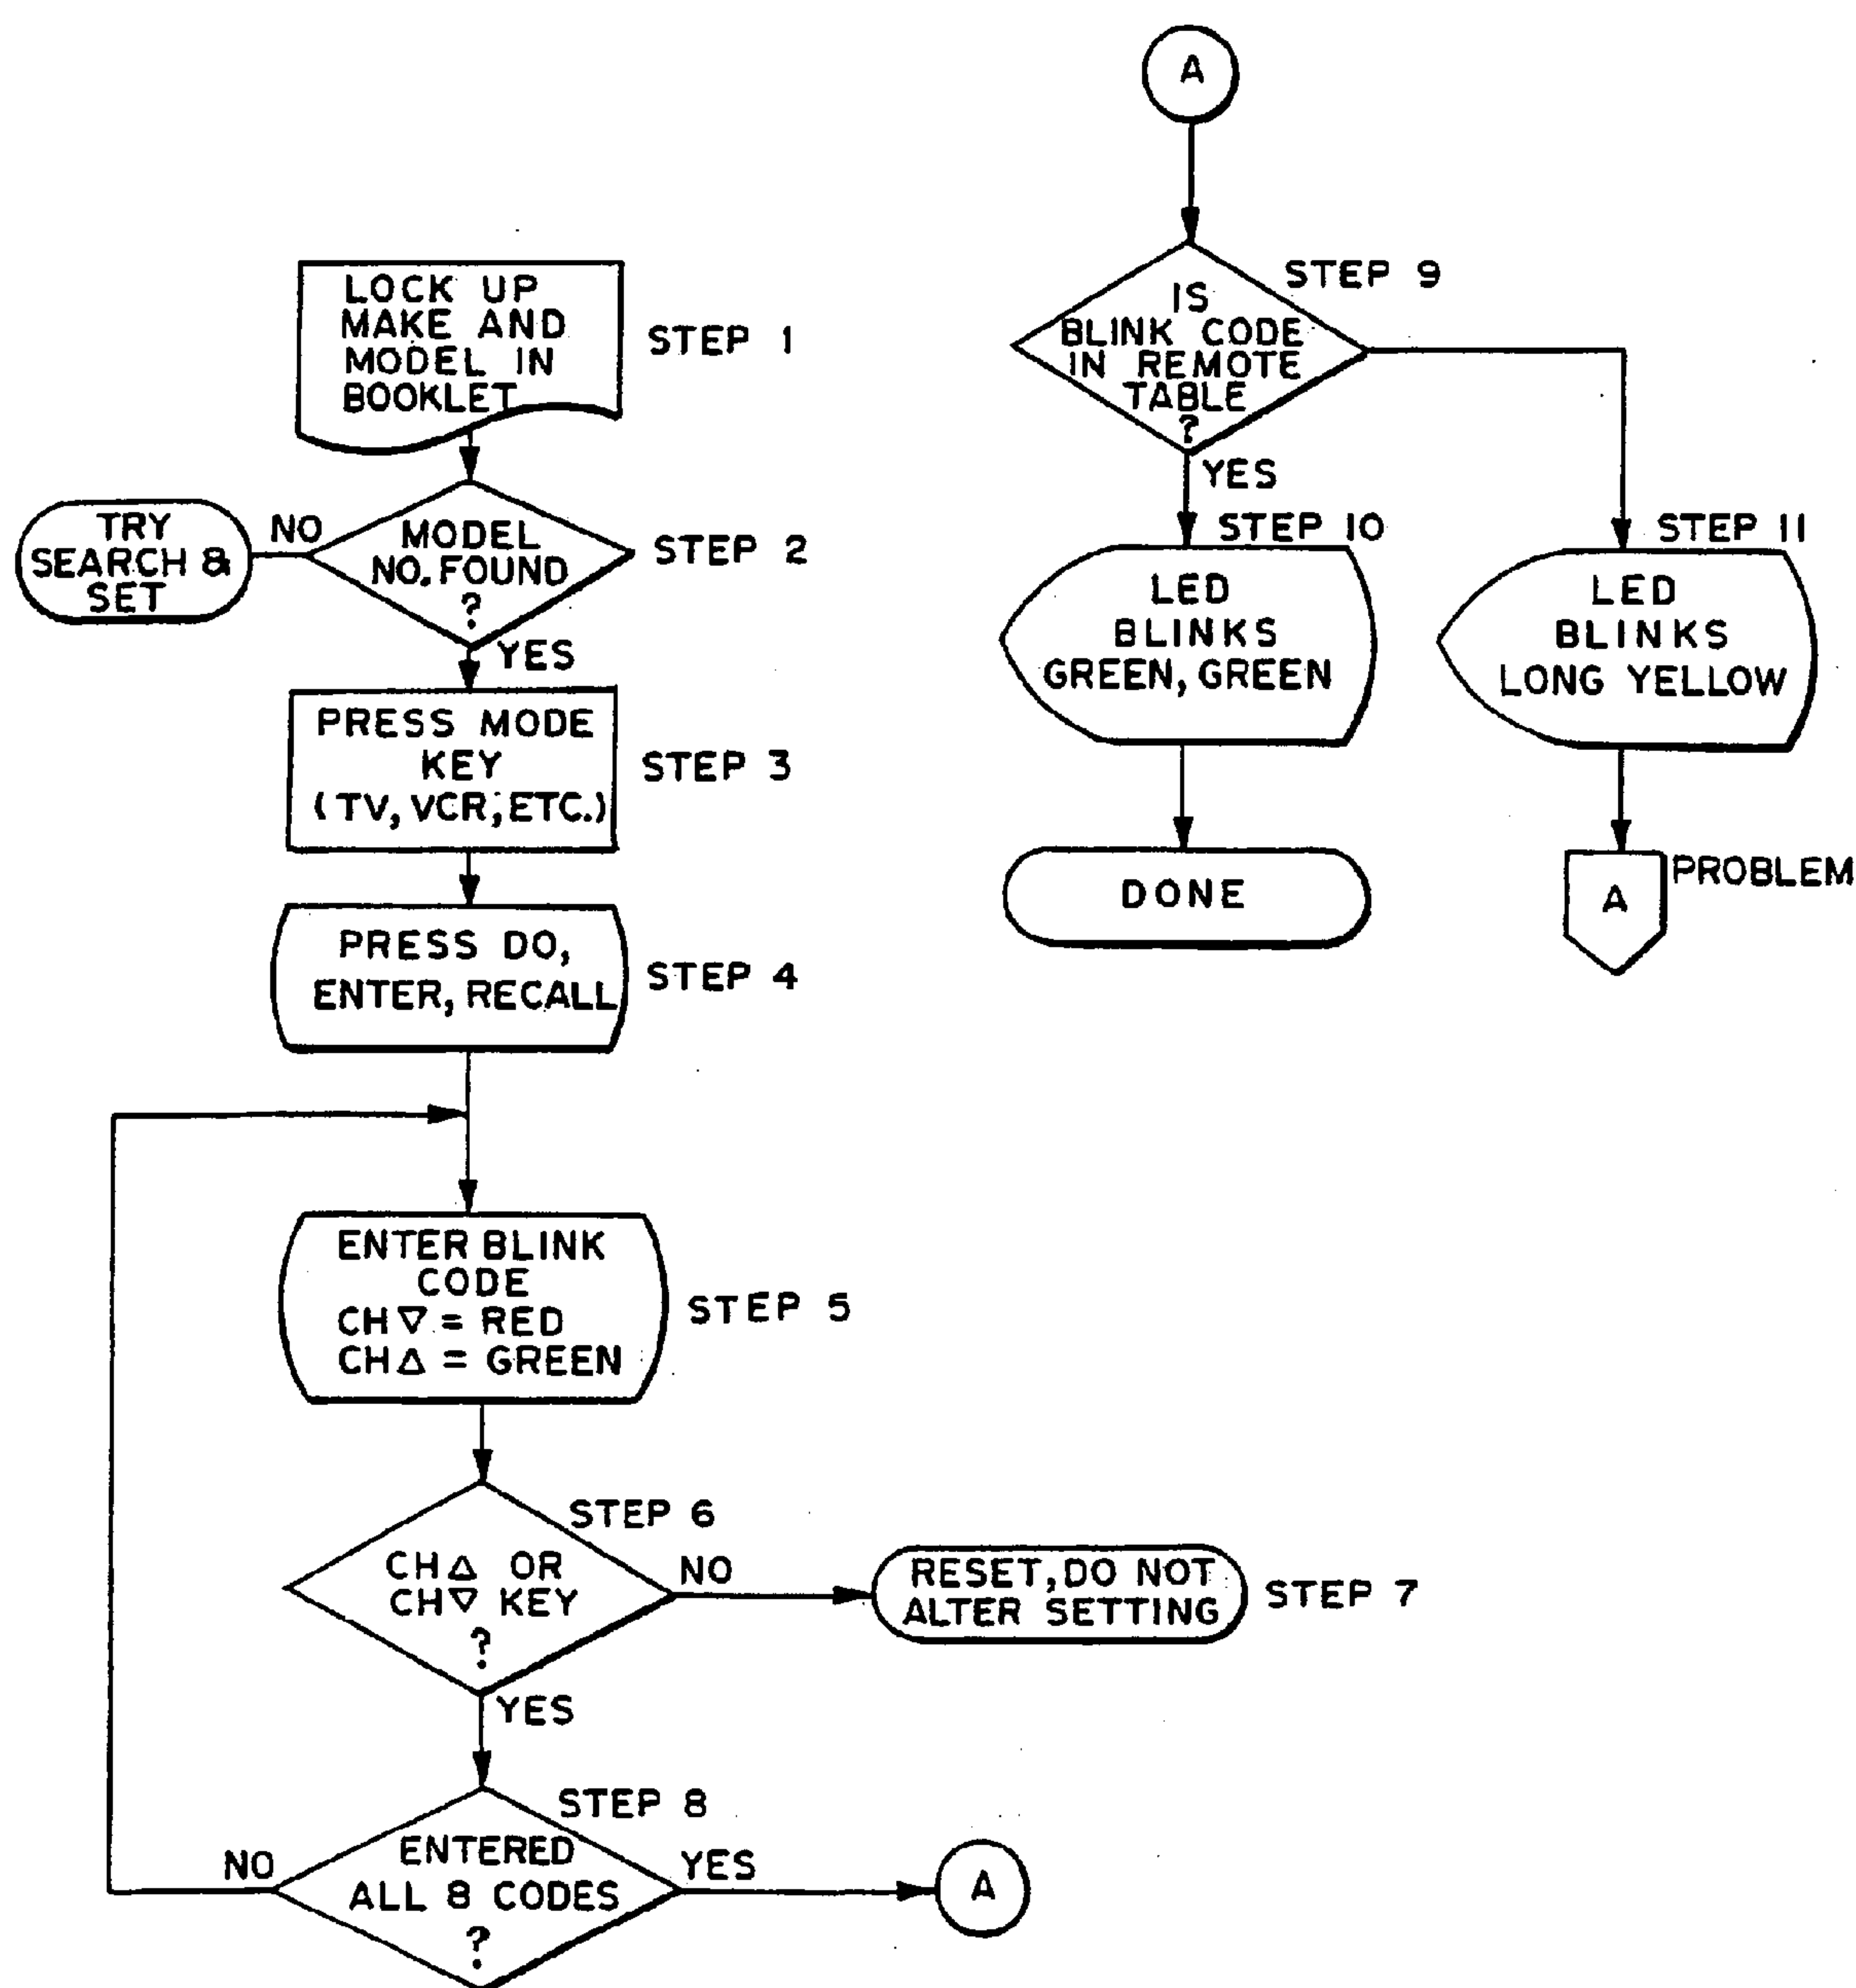 LOCK UP
MAKE AND
MODEL IN
BOOKLET
STEP 1
TRY
SEARCH &
SET
NO
MODEL
NO. FOUND
?
STEP 2
YES
PRESS MODE
KEY
(TV, VCR, ETC.)
STEP 3
PRESS DO,
ENTER, RECALL
STEP 4
ENTER BLINK
CODE
CH▽ = RED
CH△ = GREEN
STEP 5
STEP 6
CH△ OR
CH▽ KEY
?
NO
RESET, DO NOT
ALTER SETTING
STEP 7
YES
STEP 8
ENTERED
ALL 8 CODES
?
NO
YES
A
A
STEP 9
IS
BLINK CODE
IN REMOTE
TABLE
?
YES
STEP 10
LED
BLINKS
GREEN, GREEN
DONE
STEP 11
LED
BLINKS
LONG YELLOW
A
PROBLEM